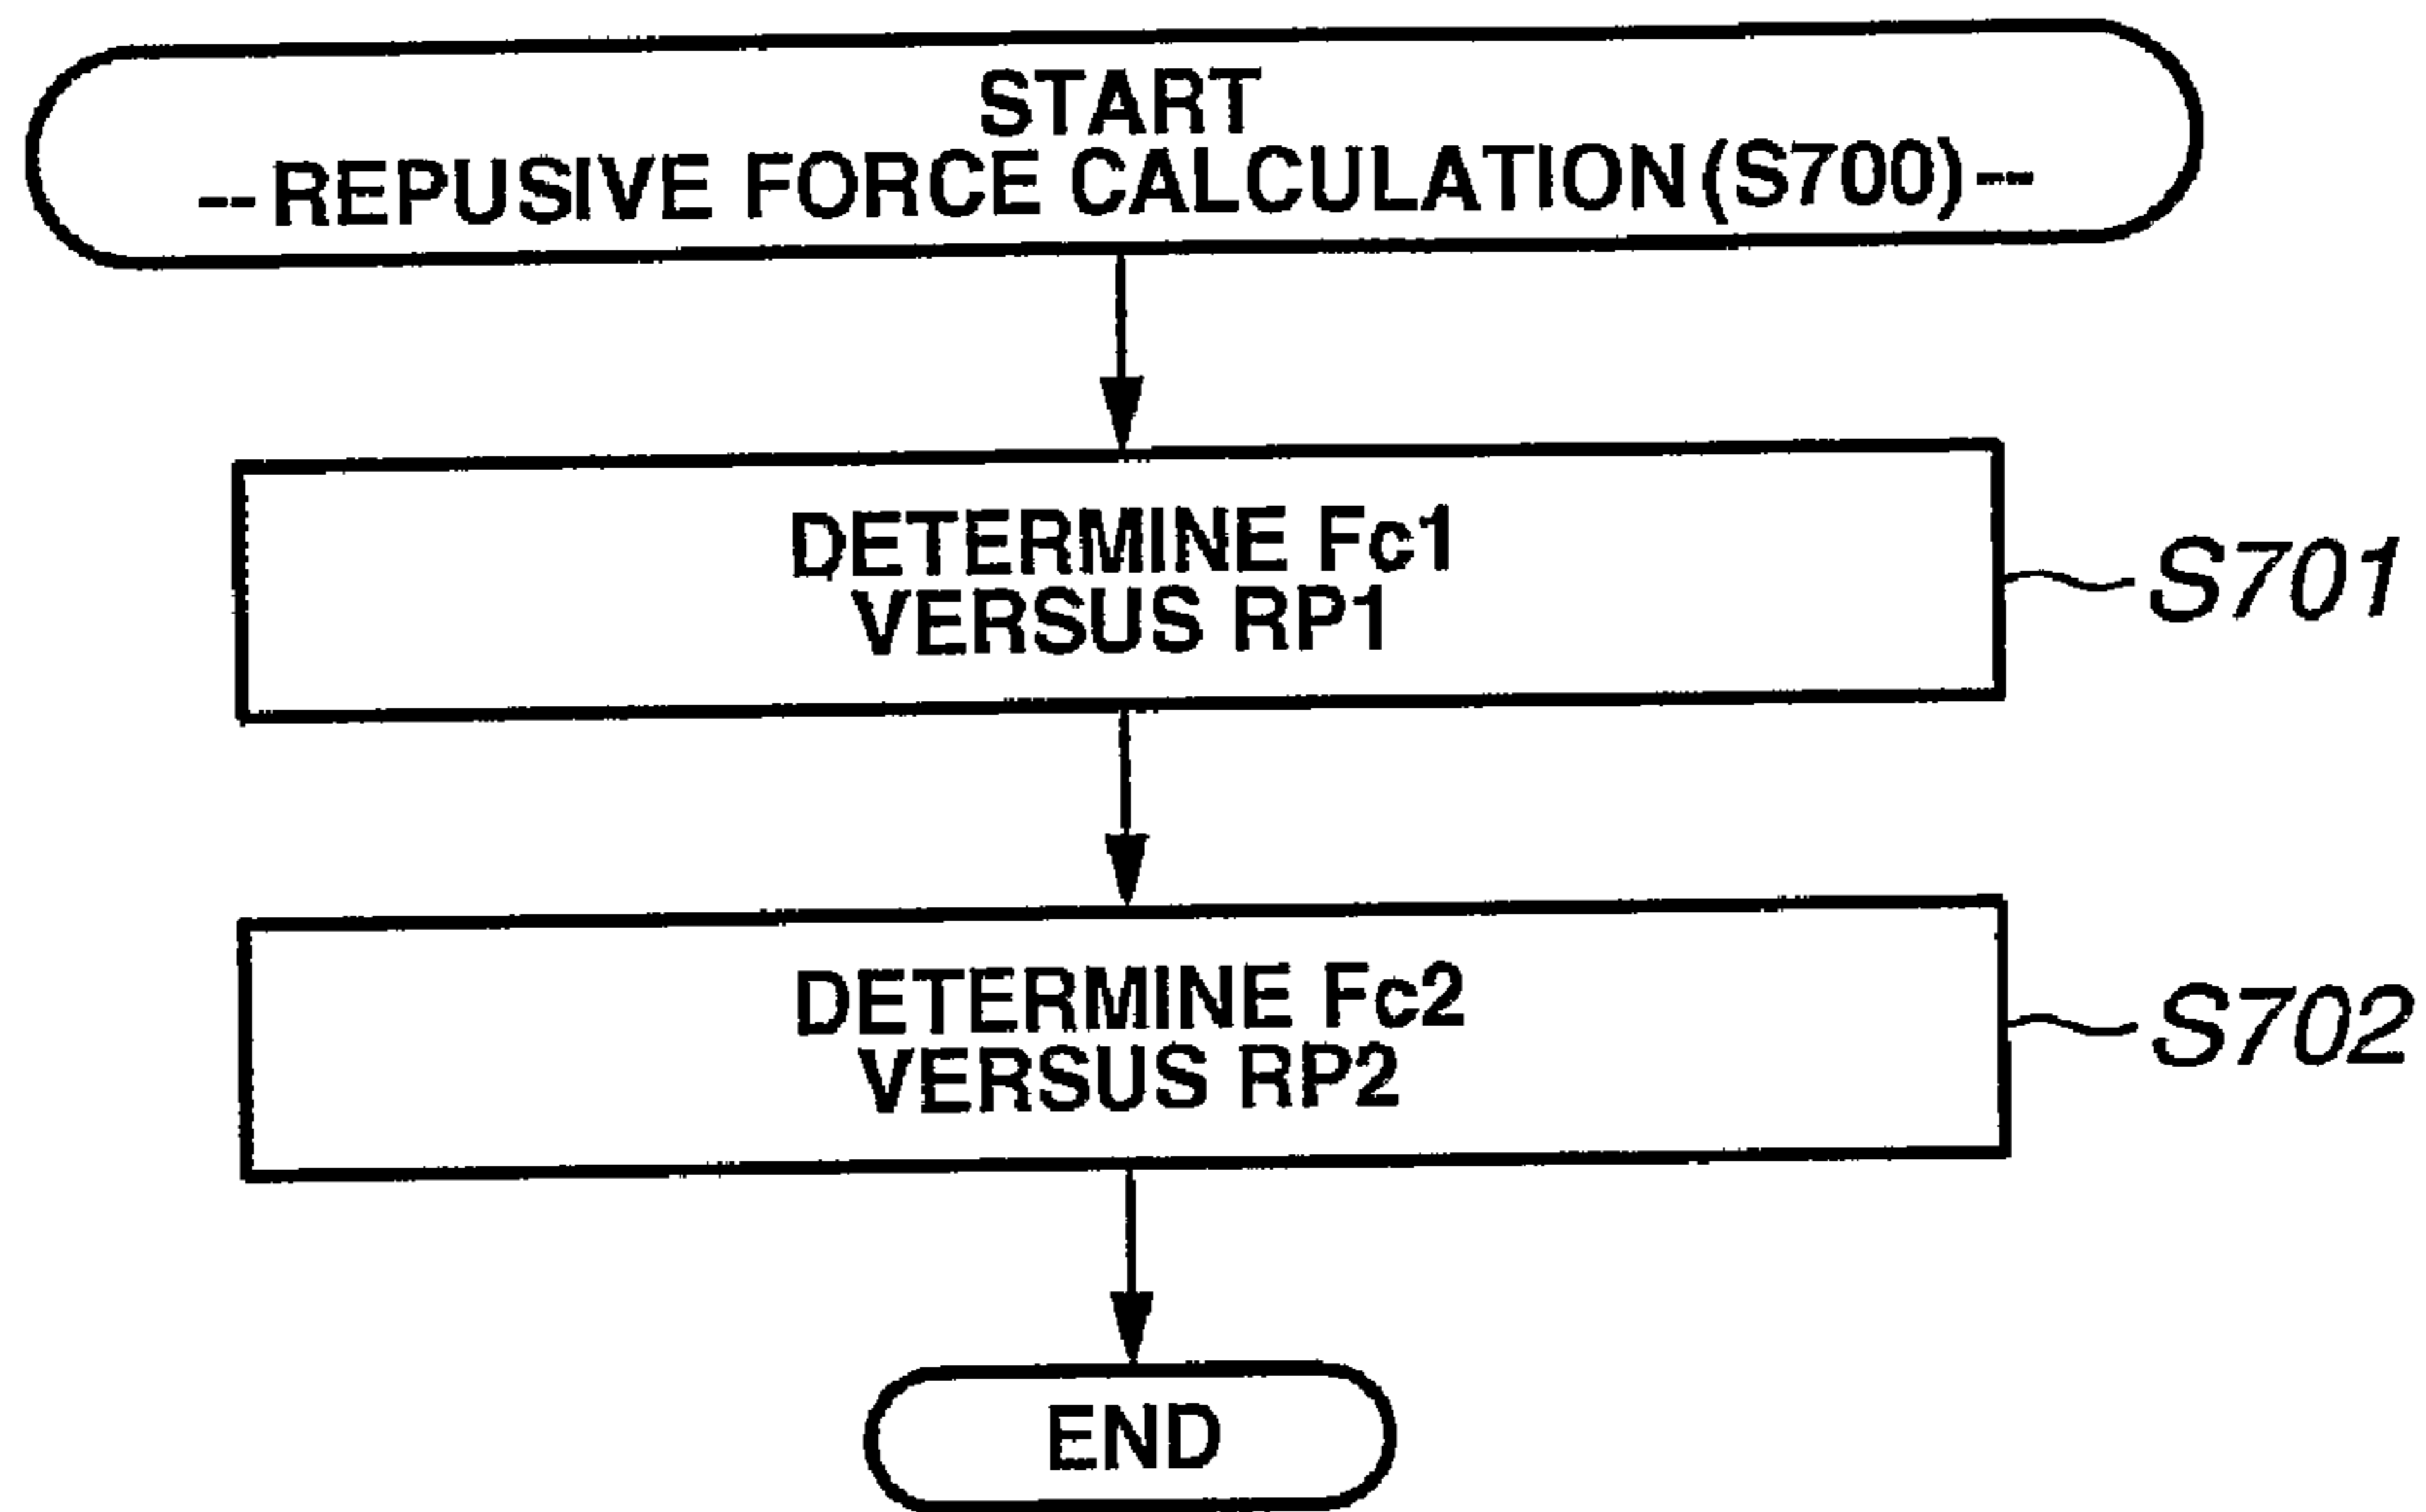 START
--REPUSIVE FORCE CALCULATION(S700)--
DETERMINE Fc1
VERSUS RP1
S701
DETERMINE Fc2
VERSUS RP2
S702
END